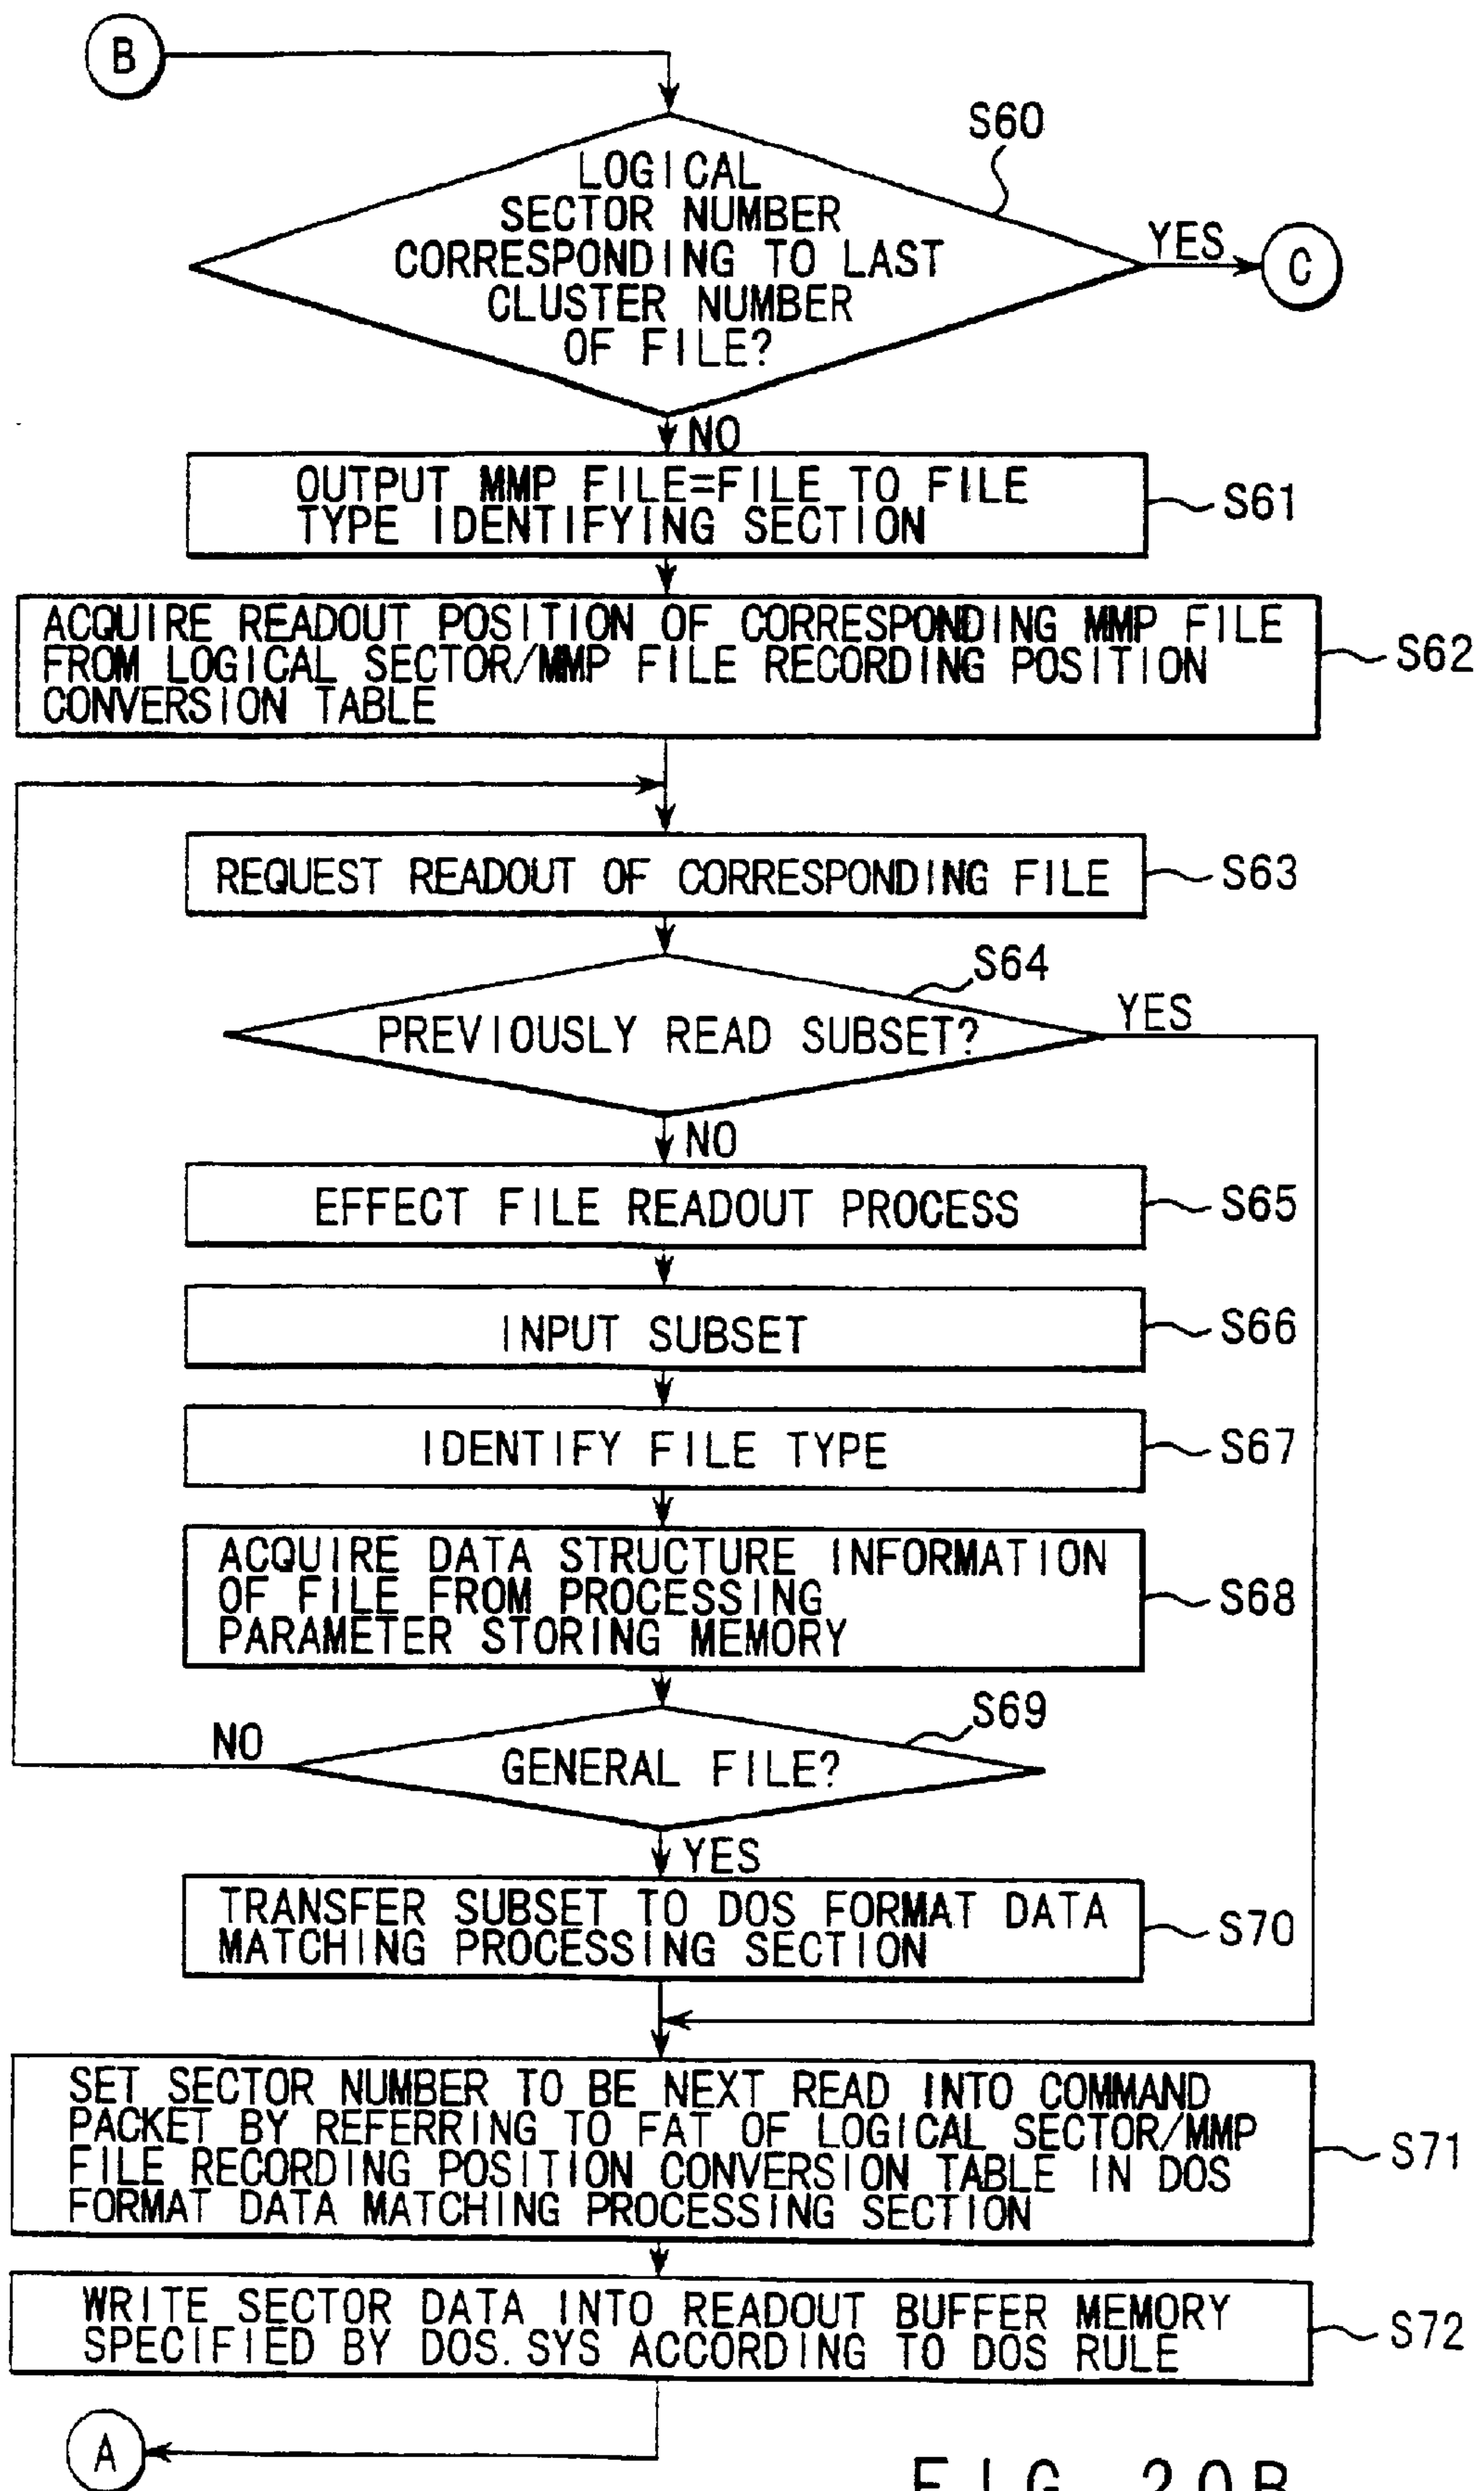 B
S60
LOGICAL
SECTOR NUMBER
CORRESPONDING TO LAST
CLUSTER NUMBER
OF FILE?
YES
C
NO
OUTPUT MMP FILE=FILE TO FILE
TYPE IDENTIFYING SECTION
S61
ACQUIRE READOUT POSITION OF CORRESPONDING MMP FILE
FROM LOGICAL SECTOR/MMP FILE RECORDING POSITION
CONVERSION TABLE
S62
REQUEST READOUT OF CORRESPONDING FILE
S63
S64
PREVIOUSLY READ SUBSET?
YES
NO
EFFECT FILE READOUT PROCESS
S65
INPUT SUBSET
S66
IDENTIFY FILE TYPE
S67
ACQUIRE DATA STRUCTURE INFORMATION
OF FILE FROM PROCESSING
PARAMETER STORING MEMORY
S68
S69
NO
GENERAL FILE?
YES
TRANSFER SUBSET TO DOS FORMAT DATA
MATCHING PROCESSING SECTION
S70
SET SECTOR NUMBER TO BE NEXT READ INTO COMMAND
PACKET BY REFERRING TO FAT OF LOGICAL SECTOR/MMP
FILE RECORDING POSITION CONVERSION TABLE IN DOS
FORMAT DATA MATCHING PROCESSING SECTION
S71
WRITE SECTOR DATA INTO READOUT BUFFER MEMORY
SPECIFIED BY DOS.SYS ACCORDING TO DOS RULE
S72
A
FIG. 20B